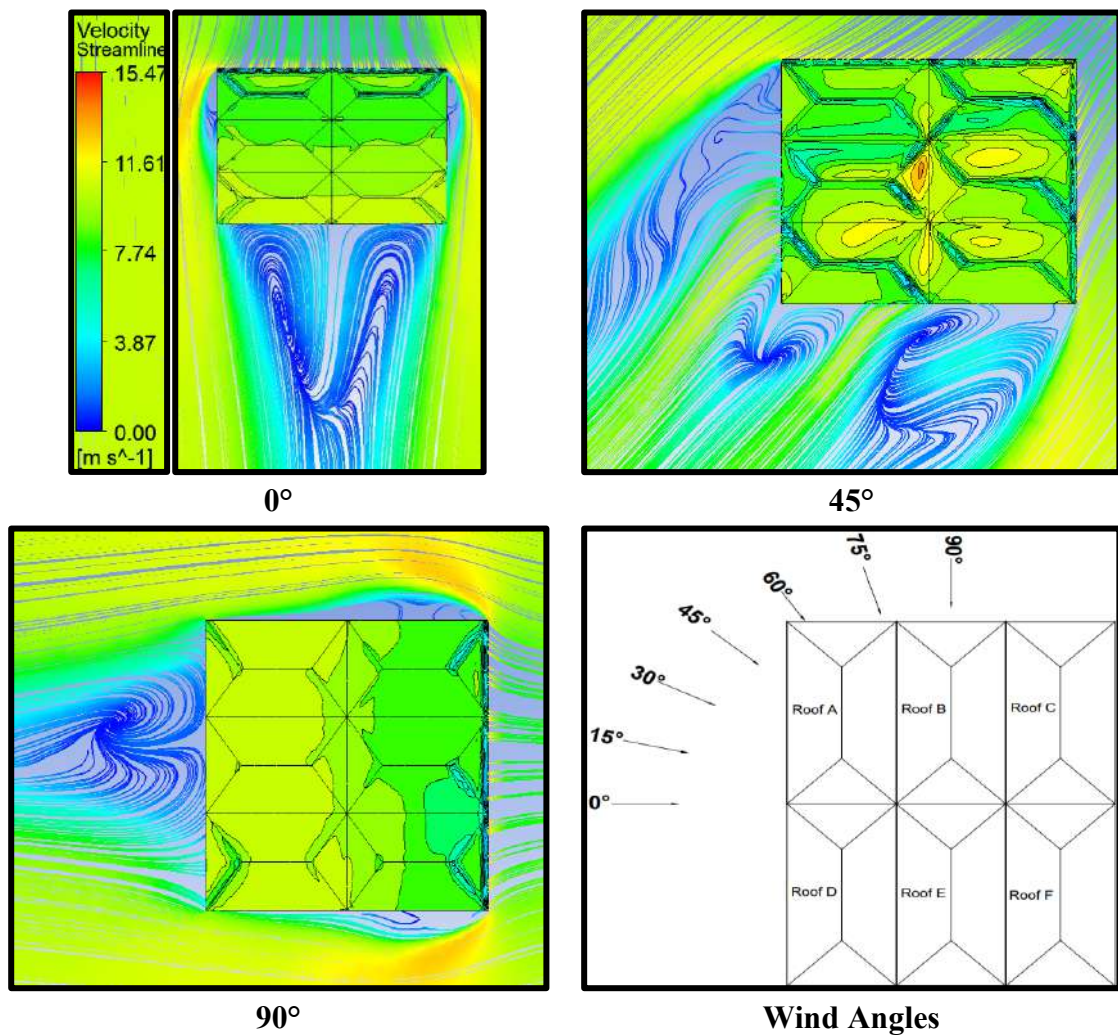 Velocity
Streamline
15.47
11.61
7.74
3.87
0.00
[m s^-1]
0°
45°
90°
75°
90°
60°
45°
30°
15°
0°
Roof A
Roof B
Roof C
Roof D
Roof E
Roof F
Wind Angles